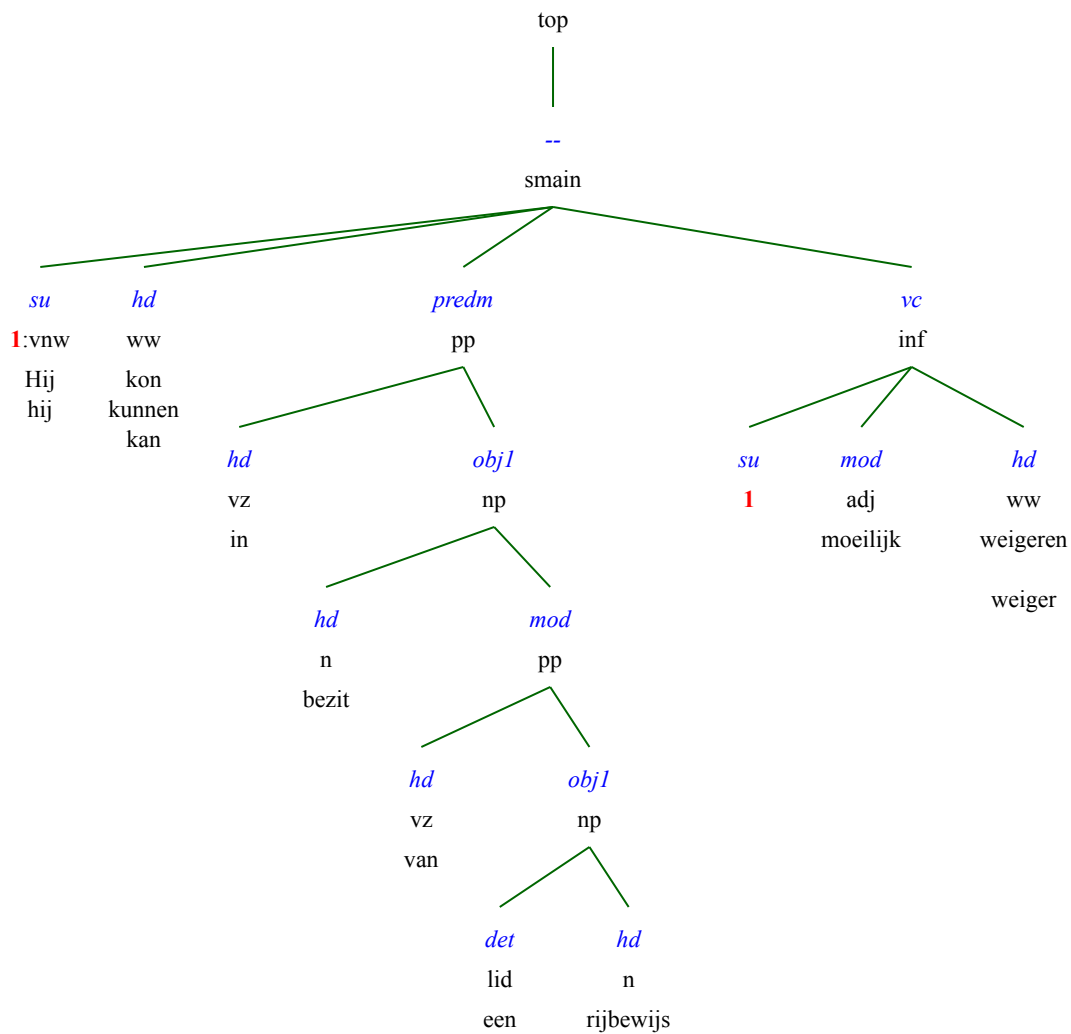 top
--
smain
su hd predm vc
1:vnw ww pp inf
Hij kon
hij kunnen
kan
hd obj1 su mod hd
vz np 1 adj ww
in moeilijk weigeren
weiger
hd mod
n pp
bezit
hd obj1
vz np
van
det hd
lid n
een rijbewijs